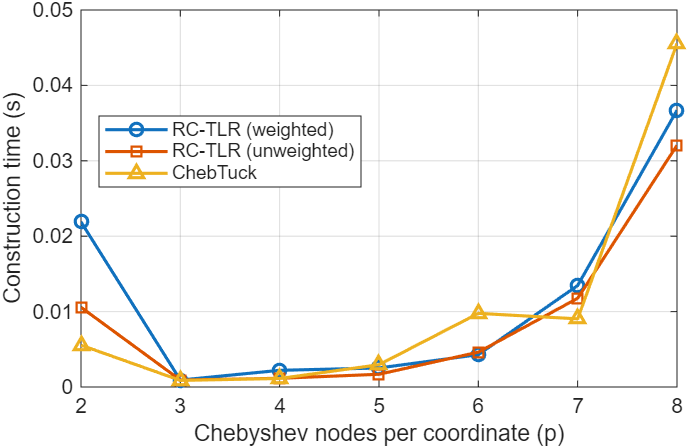 0.05
0.04
0.03
0.02
0.01
0
Construction time (s)
RC-TLR (weighted)
RC-TLR (unweighted)
ChebTuck
2 3 4 5 6 7 8
Chebyshev nodes per coordinate (p)